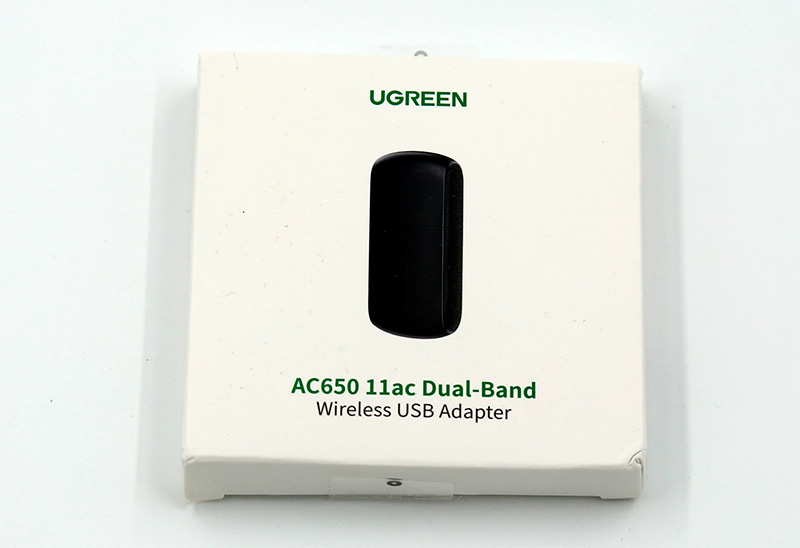 UGREEN
AC650 11ac Dual-Band
Wireless USB Adapter